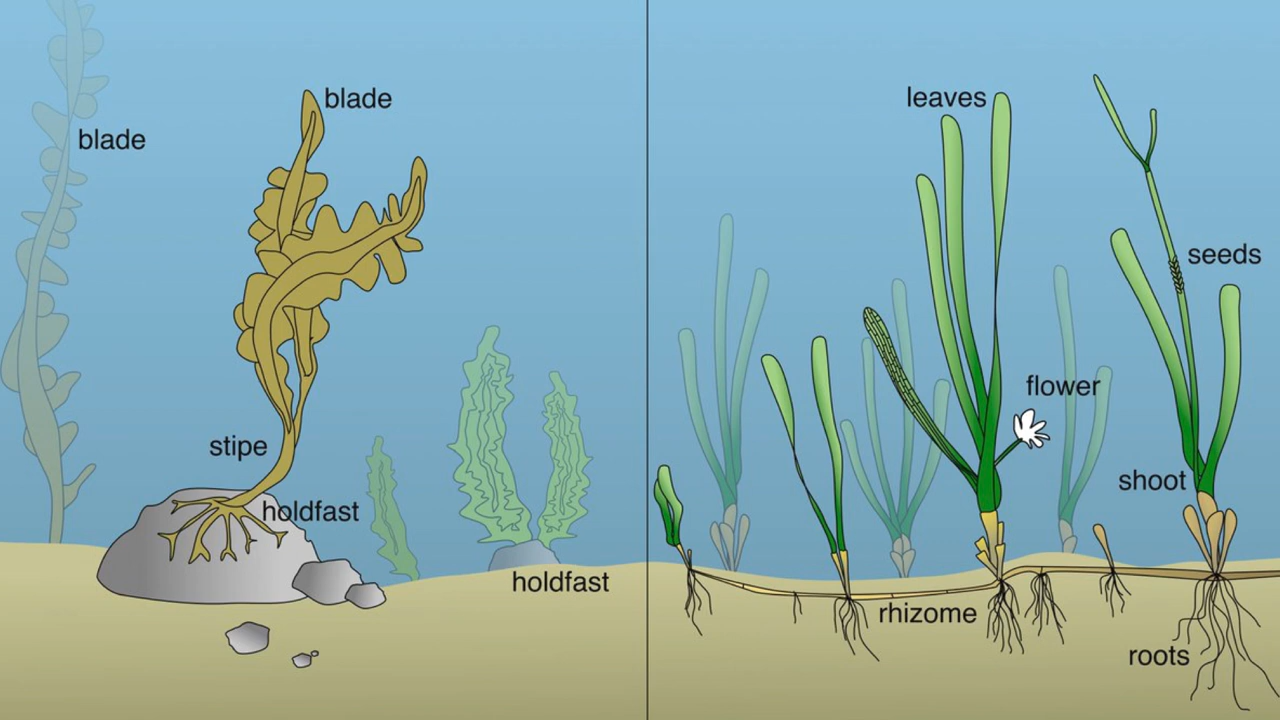 blade
blade
stipe
holdfast
holdfast
leaves
seeds
flower
shoot
rhizome
roots